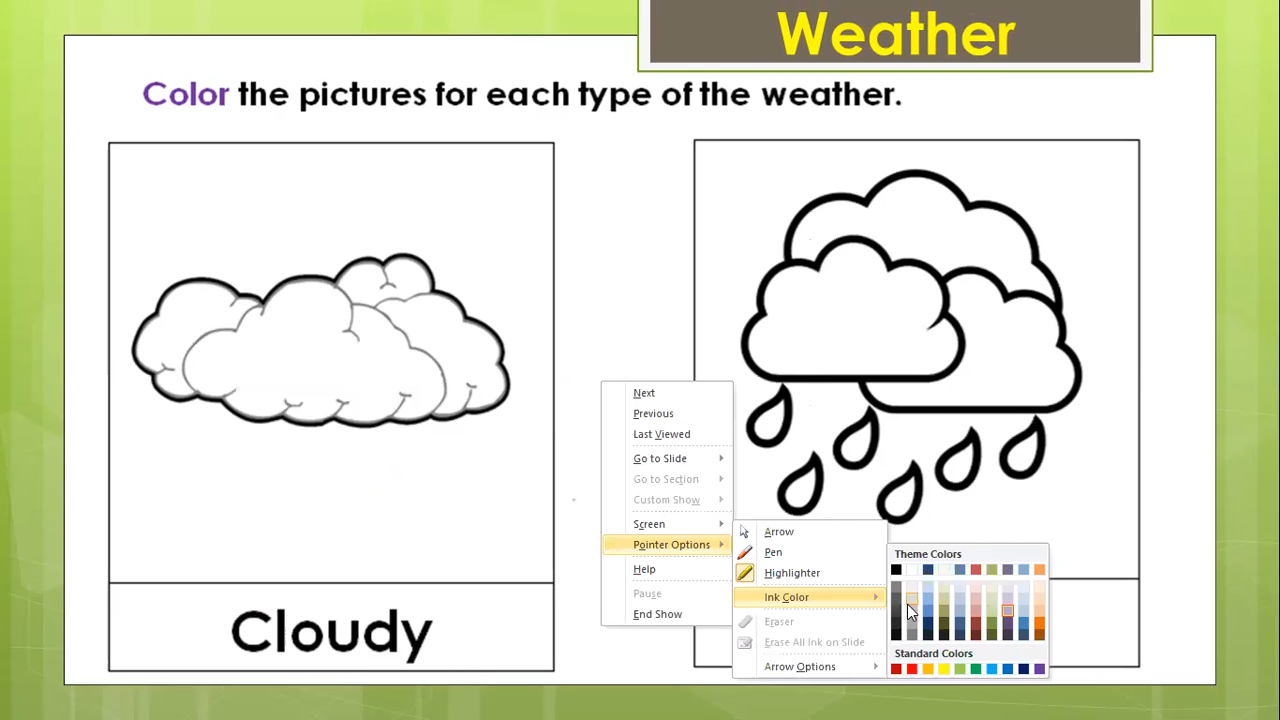 Weather
Color the pictures for each type of the weather.
Cloudy
Next
Previous
Last Viewed
Go to Slide
Go to Section
Custom Show
Screen
Pointer Options
Help
Pause
End Show
Arrow
Pen
Highlighter
Ink Color
Eraser
Erase All Ink on Slide
Arrow Options
Theme Colors
Standard Colors